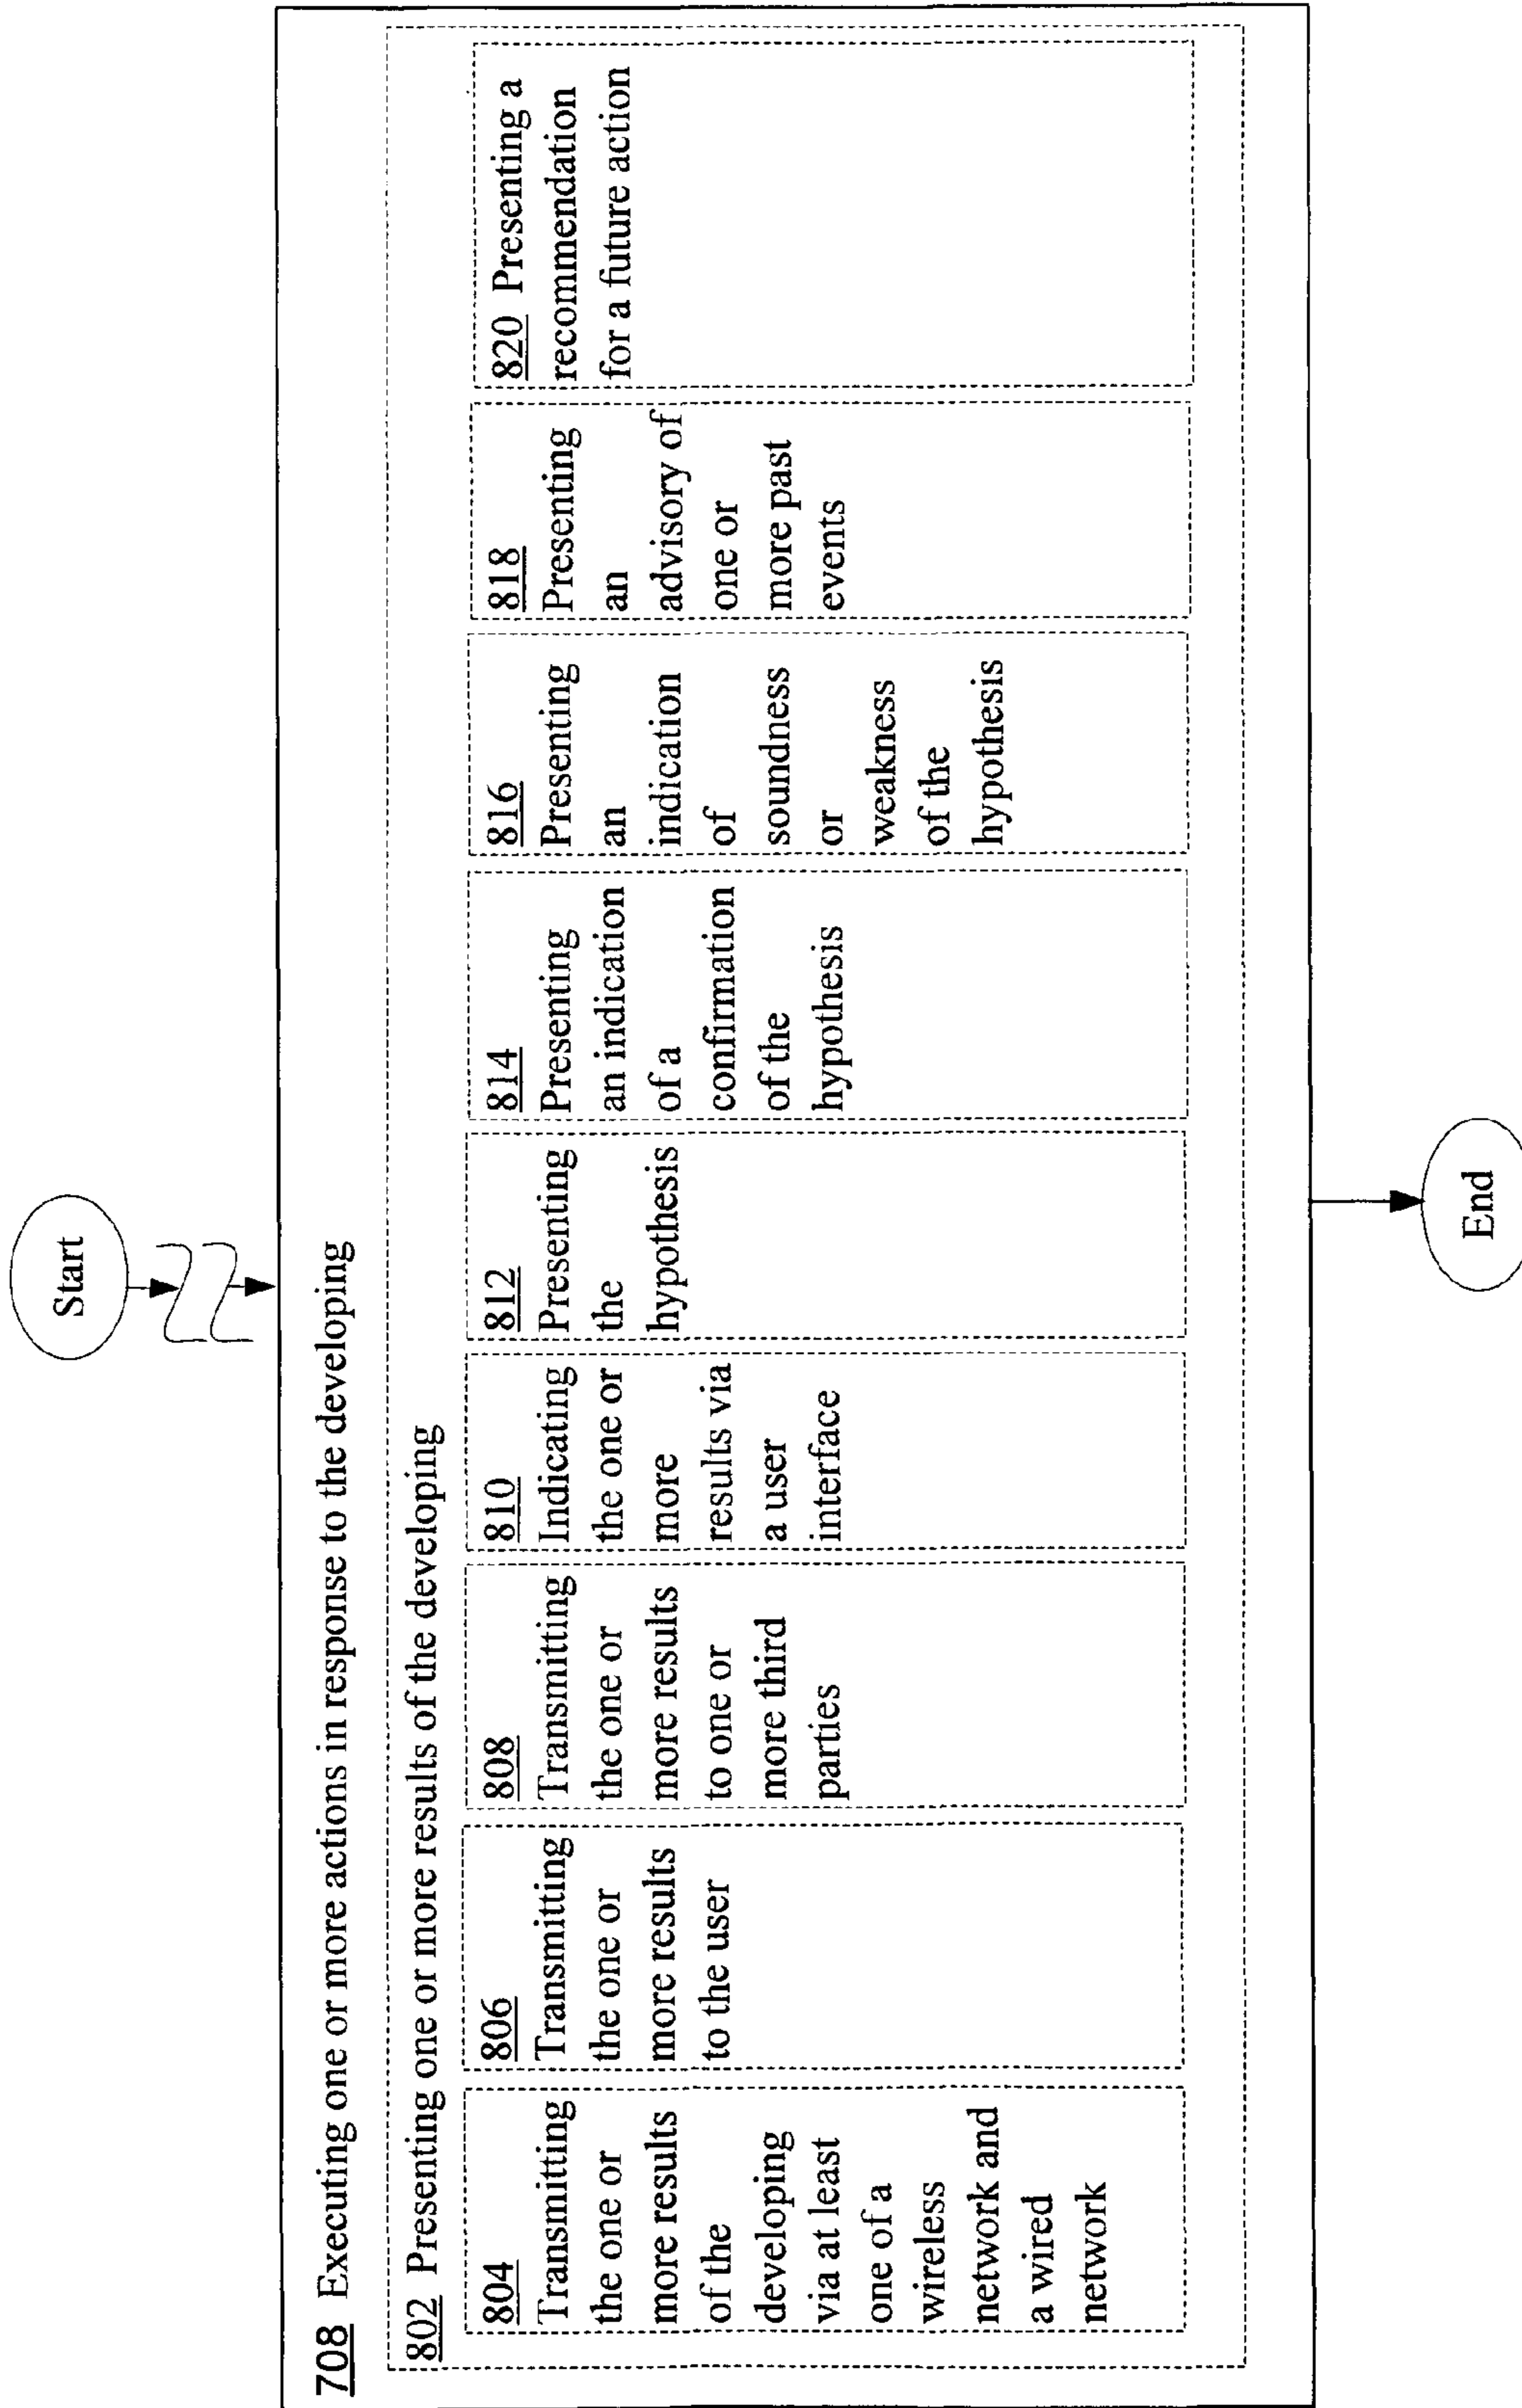 Start
708 Executing one or more actions in response to the developing
802 Presenting one or more results of the developing
804
Transmitting
the one or
more results
of the
developing
via at least
one of a
wireless
network and
a wired
network
806
Transmitting
the one or
more results
to the user
808
Transmitting
the one or
more results
to one or
more third
parties
810
Indicating
the one or
more
results via
a user
interface
812
Presenting
the
hypothesis
814
Presenting
an indication
of a
confirmation
of the
hypothesis
816
Presenting
an
indication
of
soundness
or
weakness
of the
hypothesis
818
Presenting
an
advisory of
one or
more past
events
820 Presenting a
recommendation
for a future action
End